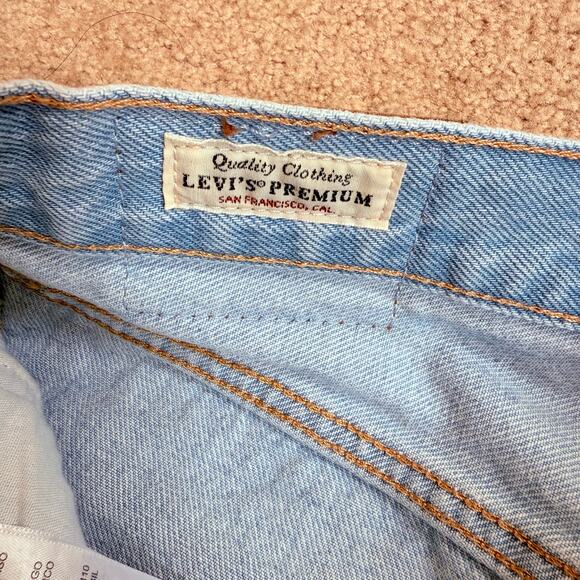 Quality Clothing
LEVI'S® PREMIUM
SAN FRANCISCO, CAL.